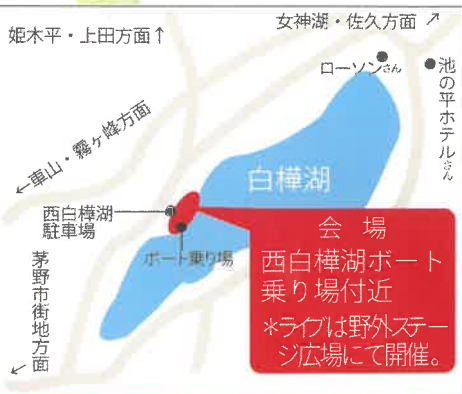 女神湖・佐久方面↗
姫木平・上田方面↑
ローソンさん
池の平ホテルさん
←車山・霧ヶ峰方面
白樺湖
西白樺湖
駐車場
ボート乗り場
会場
西白樺湖ボート
乗り場付近
*ライブは野外ステー
ジ広場にて開催。
茅野市街地方面
↙